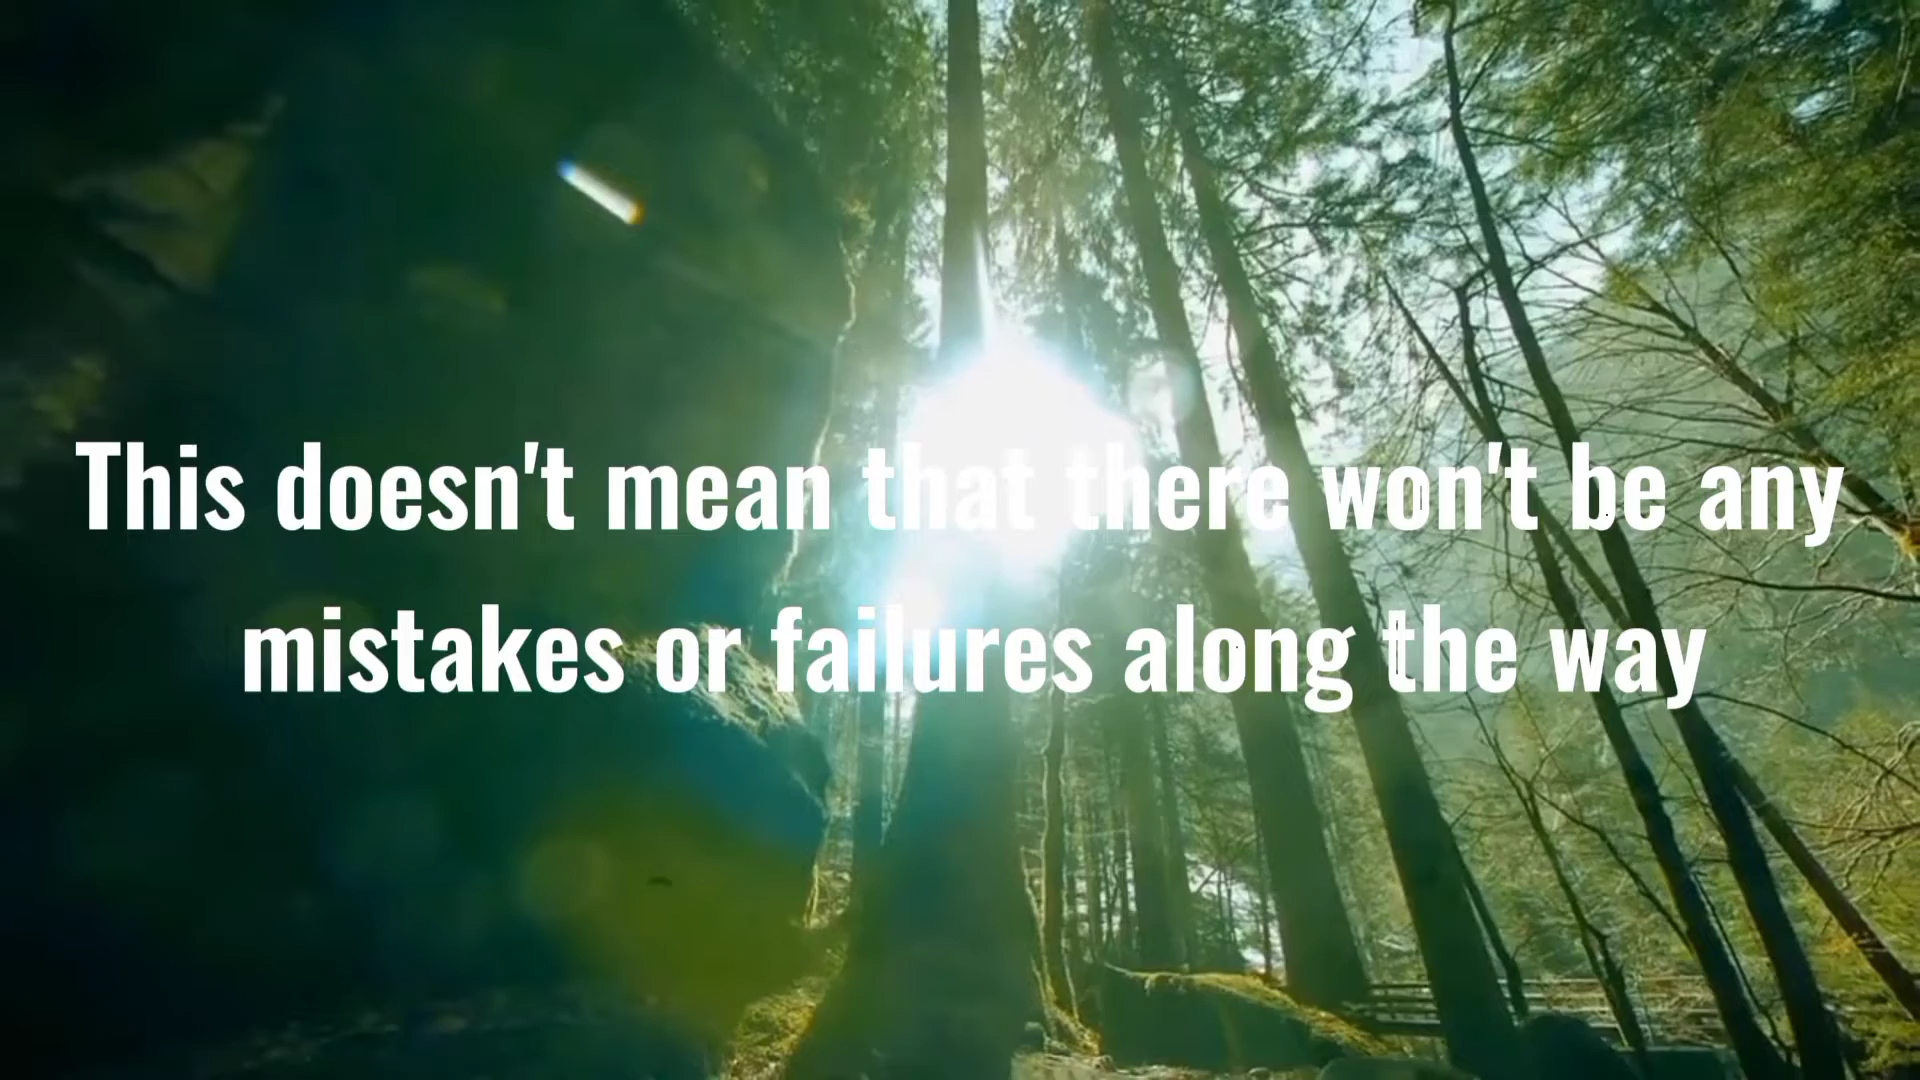 This doesn't mean that there won't be any
mistakes or failures along the way